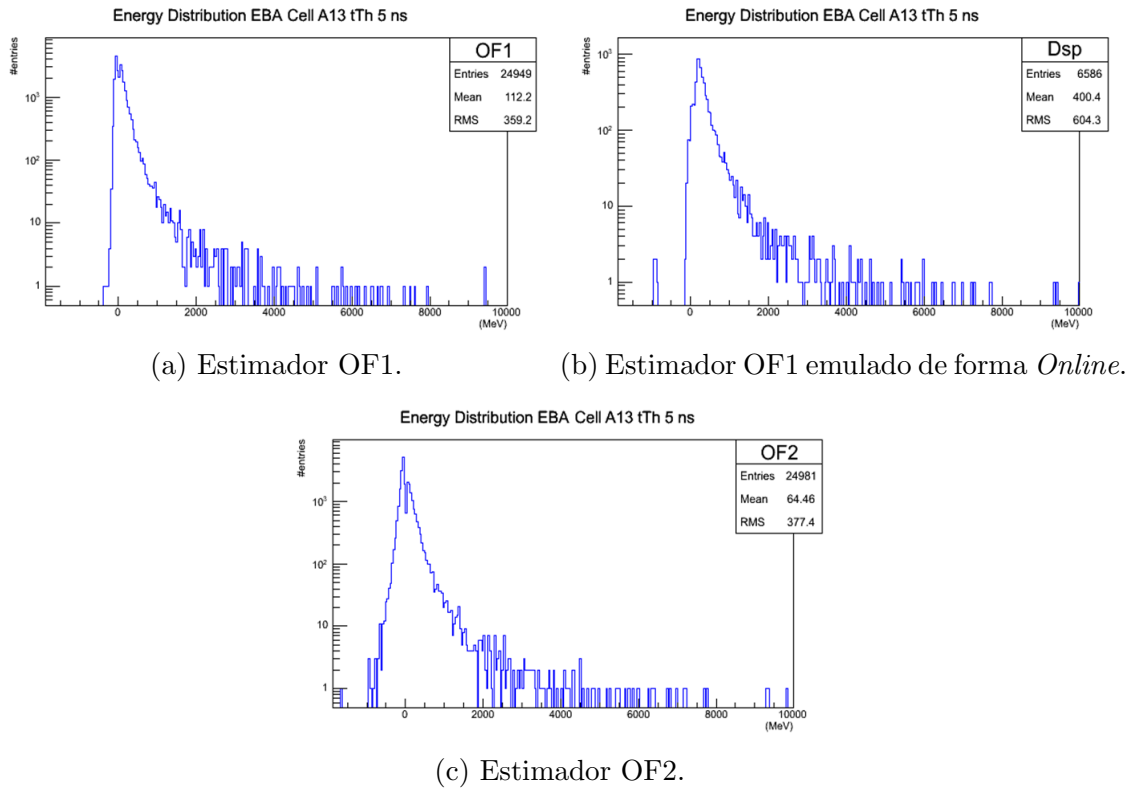 Energy Distribution EBA Cell A13 tTh 5 ns
#entries
OF1
Entries 24949
Mean 112.2
RMS 359.2
10³
10²
10
1
0 2000 4000 6000 8000 10000
(MeV)
(a) Estimador OF1.
Energy Distribution EBA Cell A13 tTh 5 ns
#entries
Dsp
Entries 6586
Mean 400.4
RMS 604.3
10³
10²
10
1
0 2000 4000 6000 8000 10000
(MeV)
(b) Estimador OF1 emulado de forma Online.
Energy Distribution EBA Cell A13 tTh 5 ns
#entries
OF2
Entries 24981
Mean 64.46
RMS 377.4
10³
10²
10
1
0 2000 4000 6000 8000 10000
(MeV)
(c) Estimador OF2.